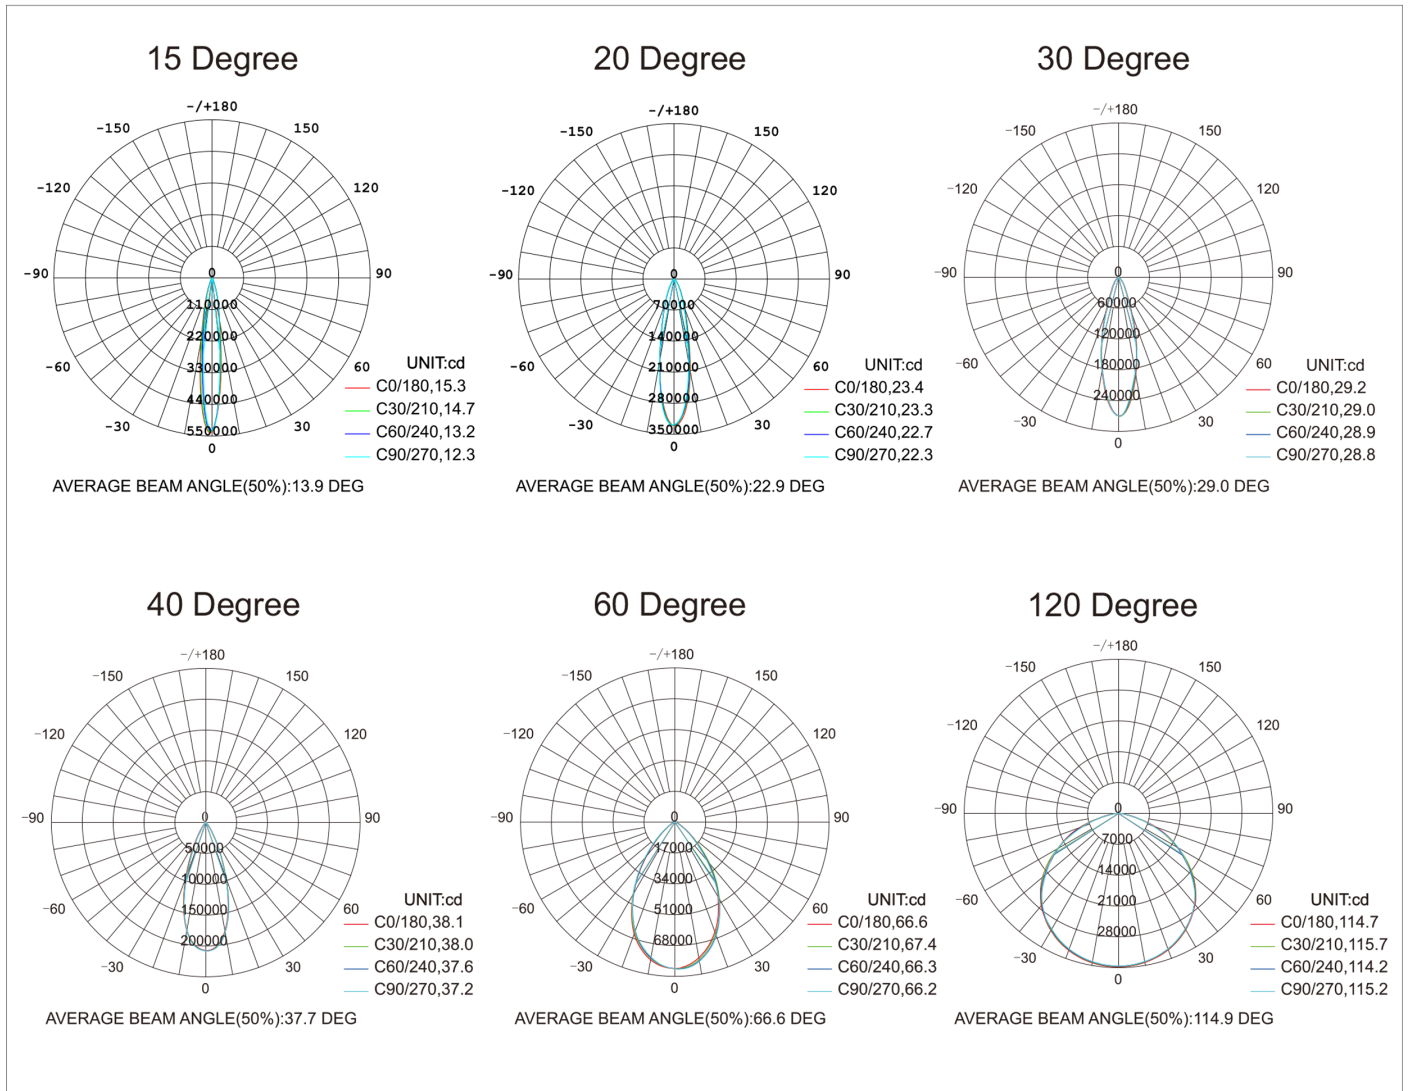 15 Degree
-/+180
-150
150
-120
120
-90
90
0
110000
220000
330000
440000
550000
-60
60
-30
30
0
UNIT:cd
C0/180,15.3
C30/210,14.7
C60/240,13.2
C90/270,12.3
AVERAGE BEAM ANGLE(50%):13.9 DEG
20 Degree
-/+180
-150
150
-120
120
-90
90
0
70000
140000
210000
280000
350000
-60
60
-30
30
0
UNIT:cd
C0/180,23.4
C30/210,23.3
C60/240,22.7
C90/270,22.3
AVERAGE BEAM ANGLE(50%):22.9 DEG
30 Degree
-/+180
-150
150
-120
120
-90
90
0
60000
120000
180000
240000
-60
60
-30
30
0
UNIT:cd
C0/180,29.2
C30/210,29.0
C60/240,28.9
C90/270,28.8
AVERAGE BEAM ANGLE(50%):29.0 DEG
40 Degree
-/+180
-150
150
-120
120
-90
90
0
50000
100000
150000
200000
-60
60
-30
30
0
UNIT:cd
C0/180,38.1
C30/210,38.0
C60/240,37.6
C90/270,37.2
AVERAGE BEAM ANGLE(50%):37.7 DEG
60 Degree
-/+180
-150
150
-120
120
-90
90
0
17000
34000
51000
68000
-60
60
-30
30
0
UNIT:cd
C0/180,66.6
C30/210,67.4
C60/240,66.3
C90/270,66.2
AVERAGE BEAM ANGLE(50%):66.6 DEG
120 Degree
-/+180
-150
150
-120
120
-90
90
0
7000
14000
21000
28000
-60
60
-30
30
0
UNIT:cd
C0/180,114.7
C30/210,115.7
C60/240,114.2
C90/270,115.2
AVERAGE BEAM ANGLE(50%):114.9 DEG